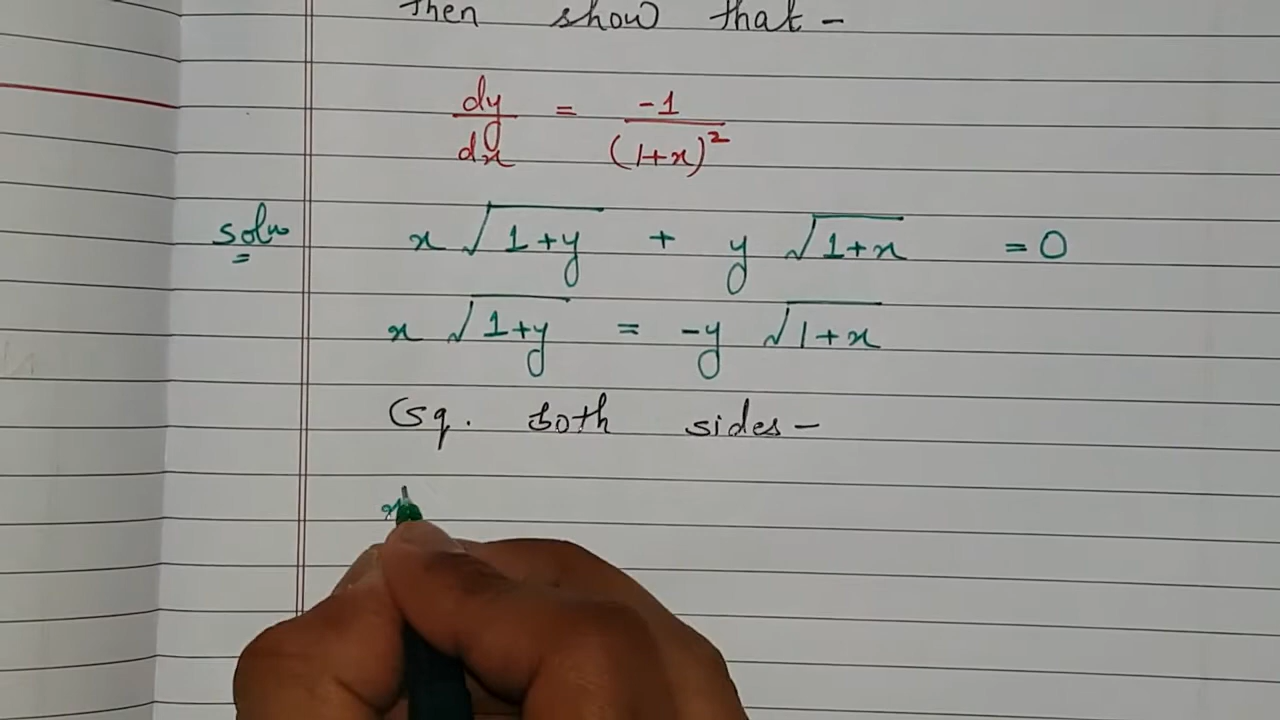 then show that -
dy/dx = -1/(1+x)²
soln x √1+y + y √1+x = 0
x √1+y = -y √1+x
Sq. both sides -
x